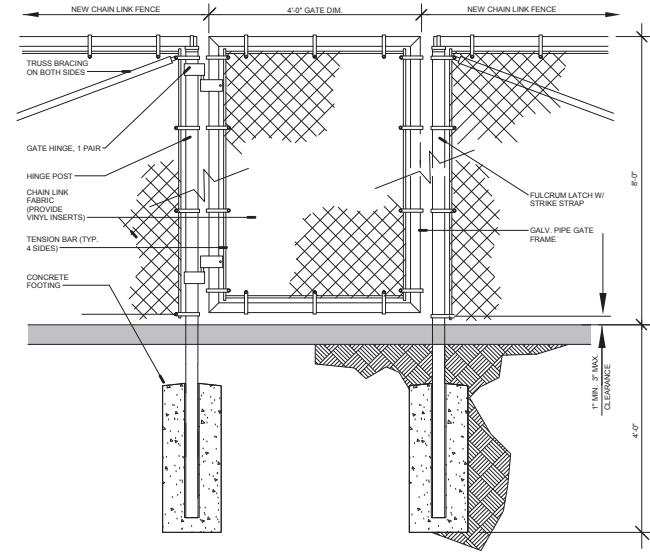 NEW CHAIN LINK FENCE
4'-0" GATE DIM.
NEW CHAIN LINK FENCE
TRUSS BRACING
ON BOTH SIDES
GATE HINGE, 1 PAIR
HINGE POST
CHAIN LINK
FABRIC
(PROVIDE
VINYL INSERTS)
TENSION BAR (TYP.
4 SIDES)
CONCRETE
FOOTING
FULCRUM LATCH W/
STRIKE STRAP
GALV. PIPE GATE
FRAME
8'-0"
1" MIN. 3" MAX.
CLEARANCE
4'-0"